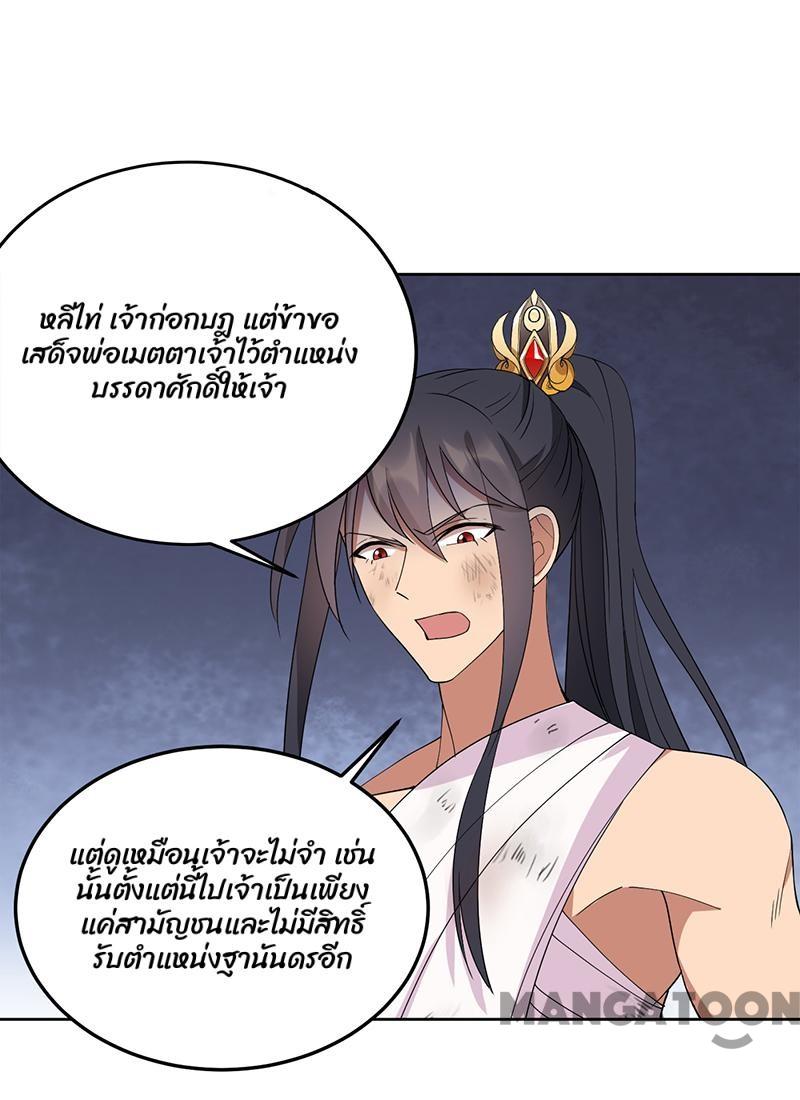 หลีไท่ เจ้าก่อกบฎ แต่ข้าขอ
เสด็จพ่อเมตตาเจ้าไว้ตำแหน่ง
บรรดาศักดิ์ให้เจ้า
แต่ดูเหมือนเจ้าจะไม่จำ เช่น
นั้นตั้งแต่นี้ไปเจ้าเป็นเพียง
แค่สามัญชนและไม่มีสิทธิ์
รับตำแหน่งฐานันดรอีก
MANGATOON